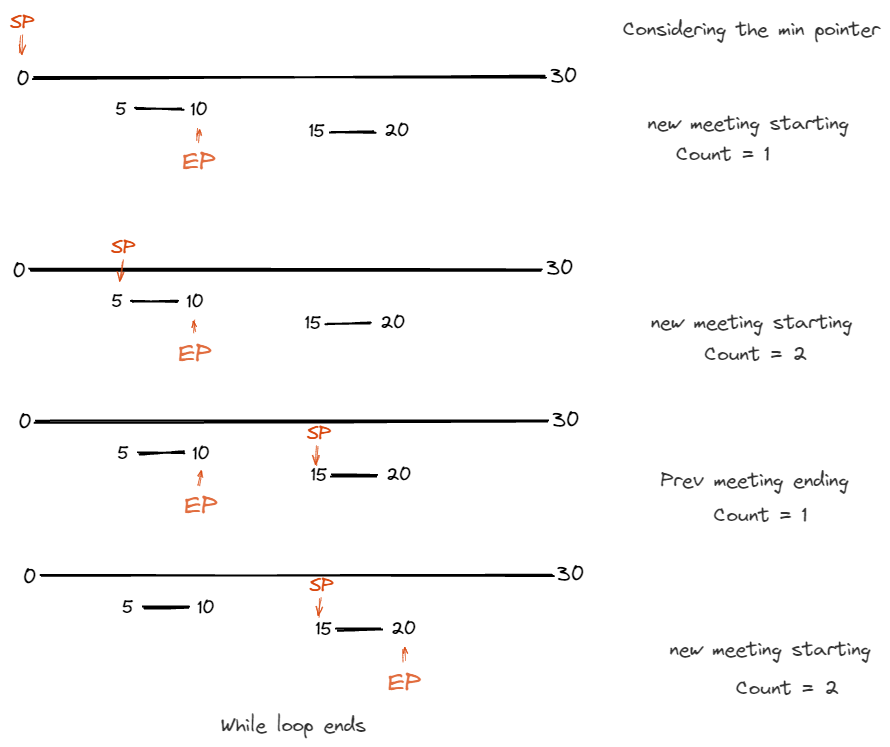 SP
Considering the min pointer
0 30
5 10
15 20
new meeting starting
EP
Count = 1
SP
0 30
5 10
15 20
new meeting starting
EP
Count = 2
0 30
SP
5 10
15 20
Prev meeting ending
EP
Count = 1
0 30
SP
5 10
15 20
new meeting starting
EP
Count = 2
While loop ends